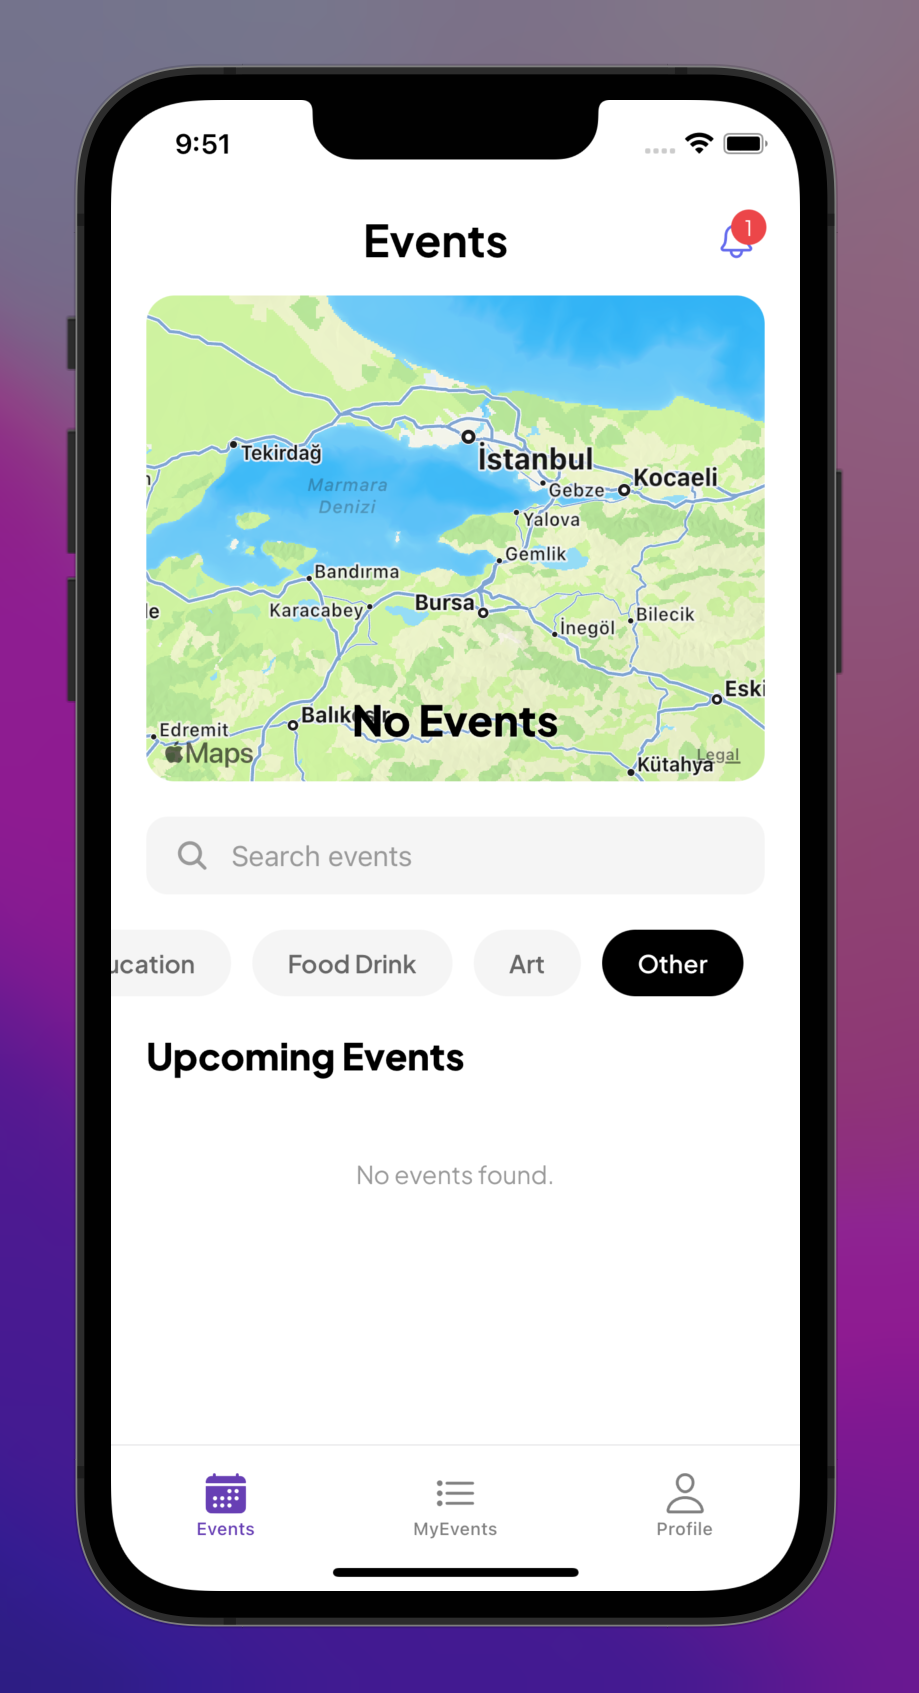 9:51
Events
1
Tekirdağ
İstanbul
Kocaeli
Marmara
Denizi
Gebze
Yalova
Gemlik
Bandırma
Karacabey
Bursa
İnegöl
Bilecik
le
Eski
Edremit
No Events
Maps
Legal
Kütahya
Search events
ucation
Food Drink
Art
Other
Upcoming Events
No events found.
Events
MyEvents
Profile